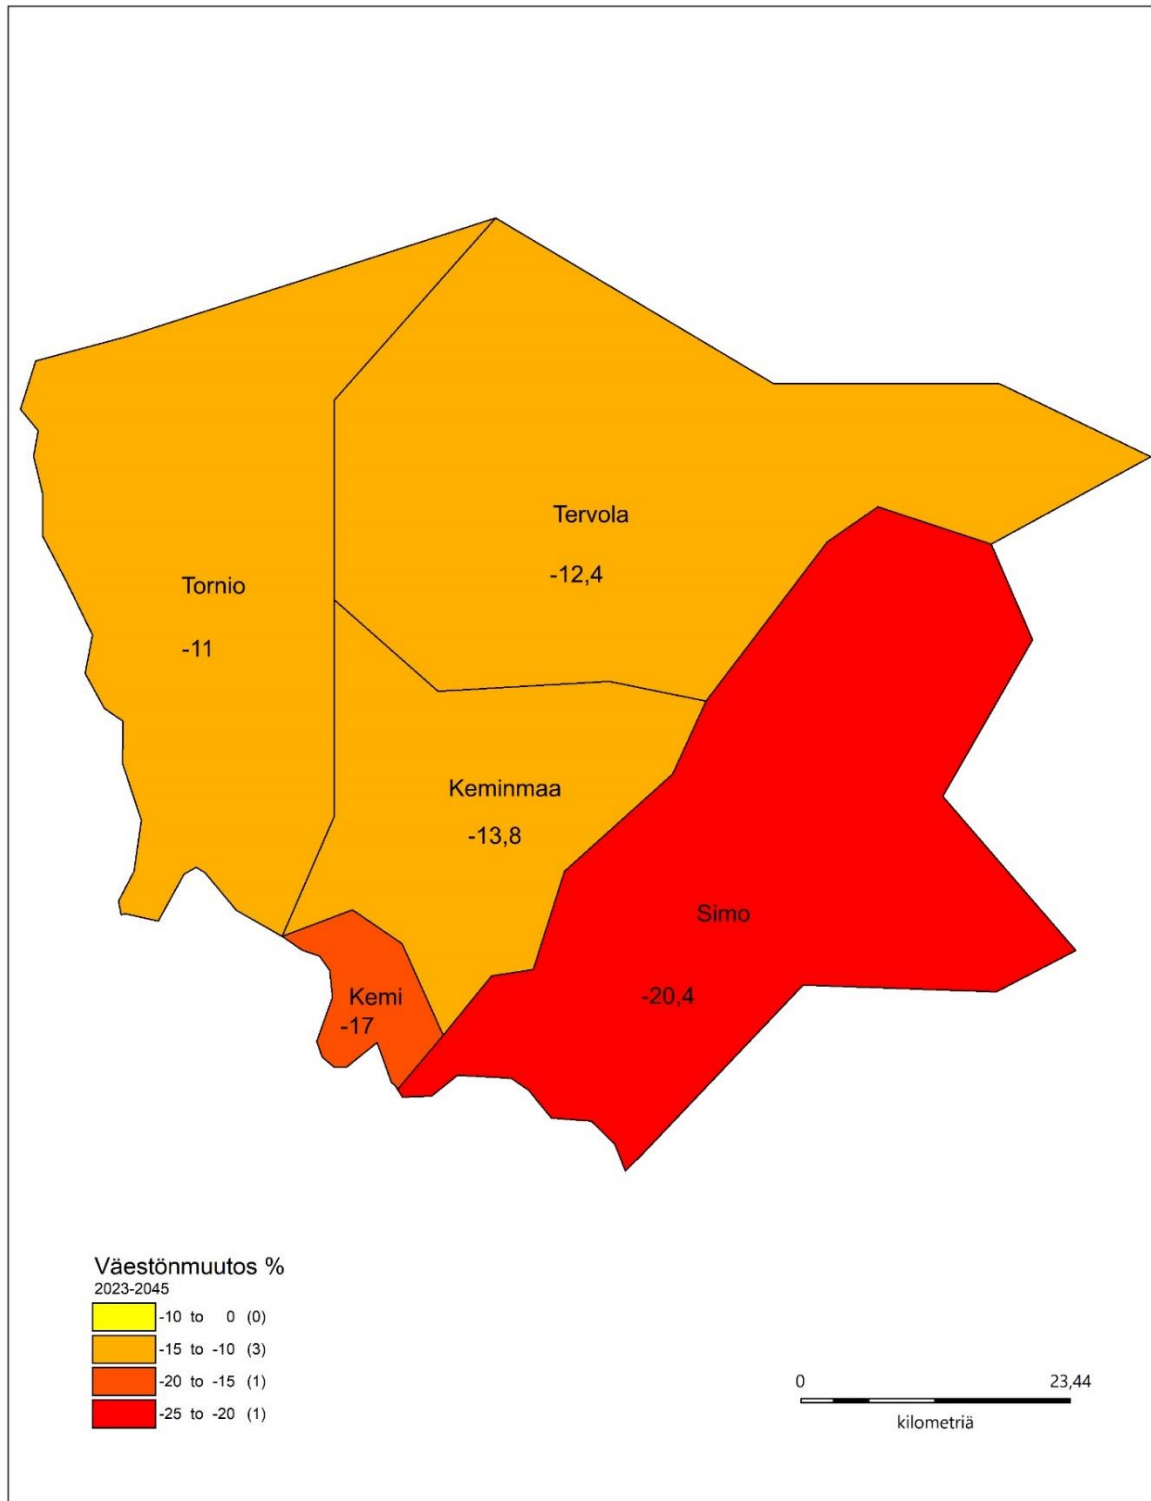 Tervola
-12,4
Tornio
-11
Keminmaa
-13,8
Simo
-20,4
Kemi
-17
Väestönmuutos %
2023-2045
-10 to 0 (0)
-15 to -10 (3)
-20 to -15 (1)
-25 to -20 (1)
0 23,44
kilometriä